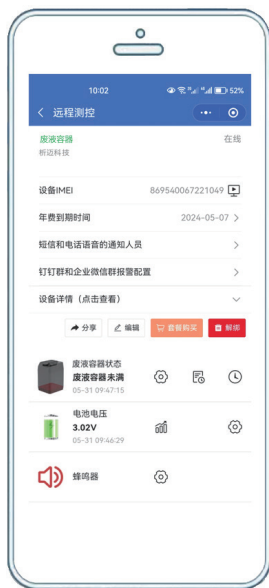 10:02
52%
远程测控
废液容器
在线
析迈科技
设备IMEI 869540067221049
年费到期时间 2024-05-07
短信和电话语音的通知人员
钉钉群和企业微信群报警配置
设备详情（点击查看）
分享 编辑 套餐购买 解绑
废液容器状态
废液容器未满
05-31 09:47:15
电池电压
3.02V
05-31 09:46:29
蜂鸣器